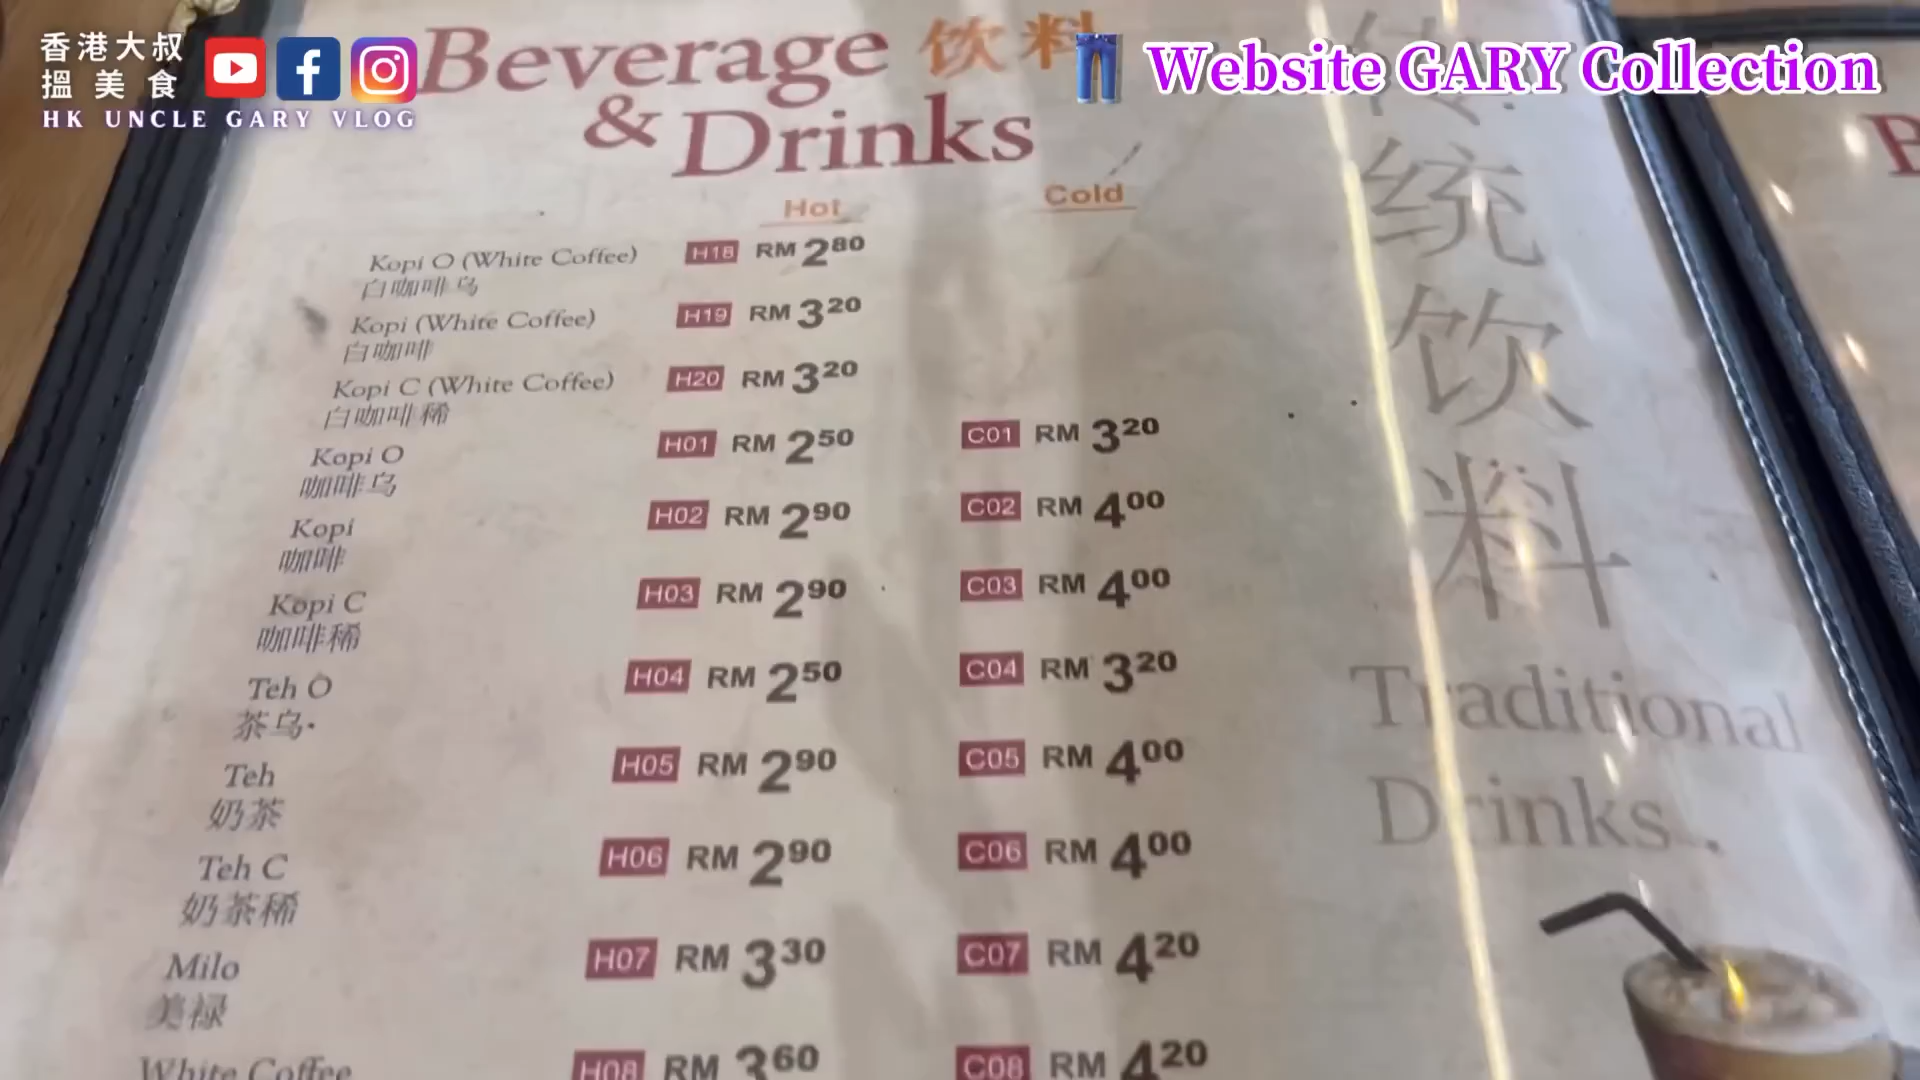 香港大叔
搵美食
HK UNCLE GARY VLOG
Website GARY Collection
Beverage 饮料
& Drinks
Hot Cold
Kopi O (White Coffee) H18 RM 2.80
白咖啡乌
Kopi (White Coffee) H19 RM 3.20
白咖啡
Kopi C (White Coffee) H20 RM 3.20
白咖啡稀
Kopi O H01 RM 2.50 C01 RM 3.20
咖啡乌
Kopi H02 RM 2.90 C02 RM 4.00
咖啡
Kopi C H03 RM 2.90 C03 RM 4.00
咖啡稀
Teh O H04 RM 2.50 C04 RM 3.20
茶乌
Teh H05 RM 2.90 C05 RM 4.00
奶茶
Teh C H06 RM 2.90 C06 RM 4.00
奶茶稀
Milo H07 RM 3.30 C07 RM 4.20
美禄
White Coffee H08 RM 3.60 C08 RM 4.20
传统饮料
Traditional
Drinks